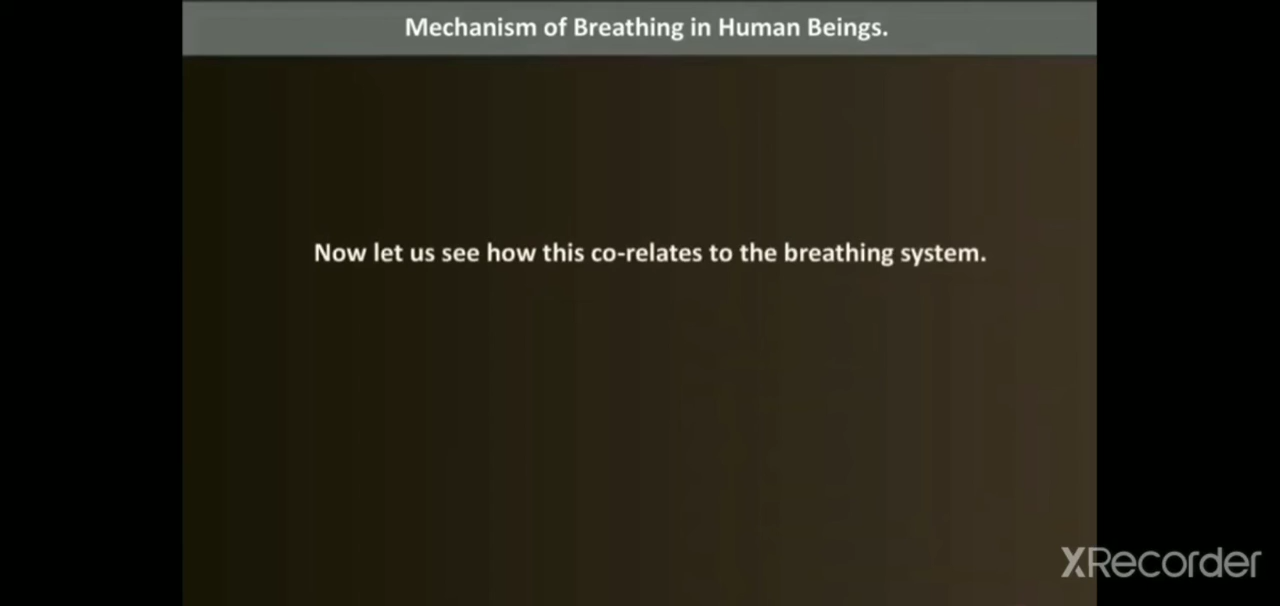 Mechanism of Breathing in Human Beings.
Now let us see how this co-relates to the breathing system.
XRecorder